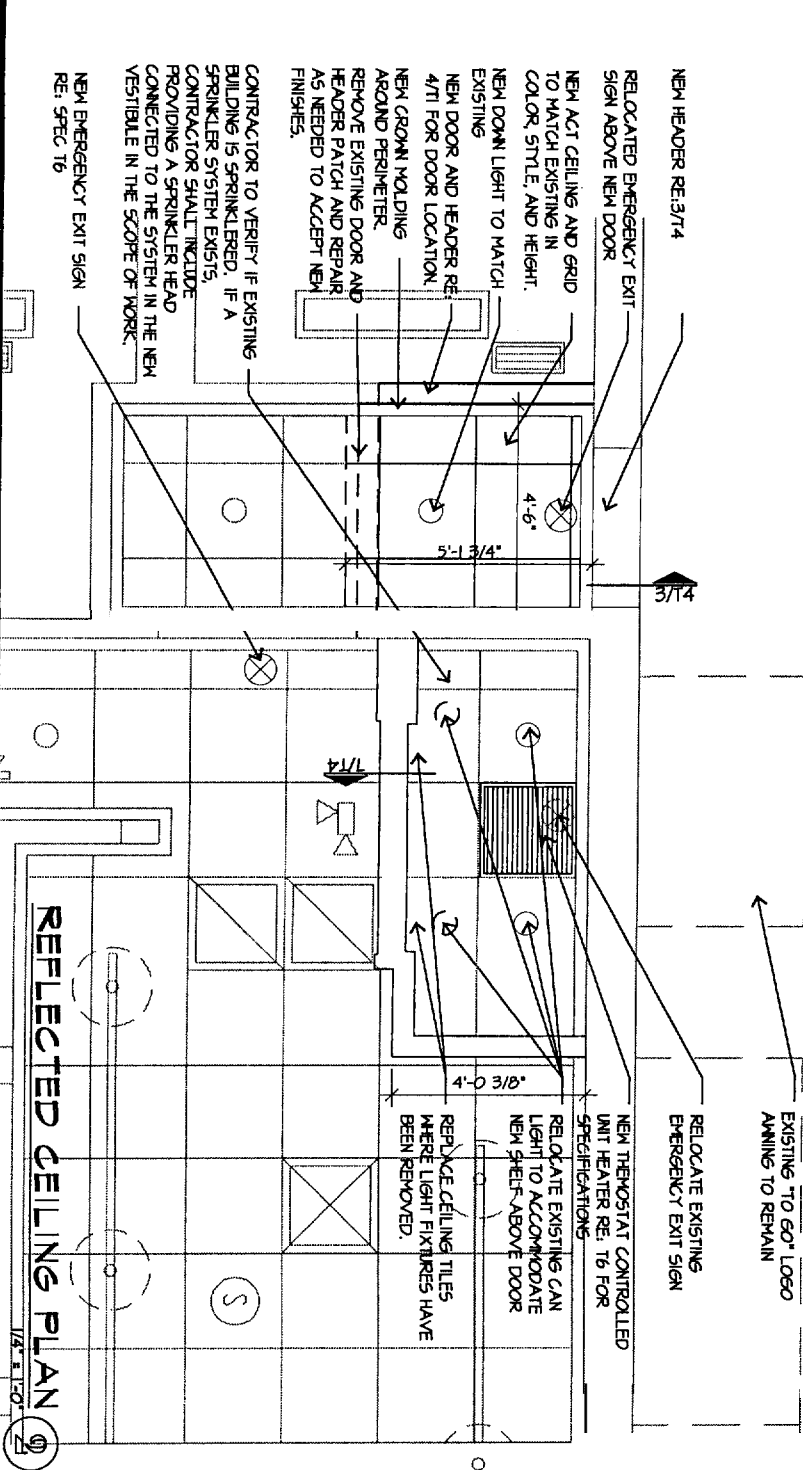 NEW HEADER RE:3/T4
RELOCATED EMERGENCY EXIT
SIGN ABOVE NEW DOOR
NEW ACT CEILING AND GRID
TO MATCH EXISTING IN
COLOR, STYLE, AND HEIGHT.
NEW DOWN LIGHT TO MATCH
EXISTING
NEW DOOR AND HEADER RE:
4/T1 FOR DOOR LOCATION.
NEW CROWN MOLDING
AROUND PERIMETER.
REMOVE EXISTING DOOR AND
HEADER PATCH AND REPAIR
AS NEEDED TO ACCEPT NEW
FINISHES.
CONTRACTOR TO VERIFY IF EXISTING
BUILDING IS SPRINKLERED. IF A
SPRINKLER SYSTEM EXISTS,
CONTRACTOR SHALL INCLUDE
PROVIDING A SPRINKLER HEAD
CONNECTED TO THE SYSTEM IN THE NEW
VESTIBULE IN THE SCOPE OF WORK.
NEW EMERGENCY EXIT SIGN
RE: SPEC T6
4'-6"
5'-1 3/4"
3/T4
1/T4
4'-0 3/8"
EXISTING "TO GO" LOGO
AWNING TO REMAIN
RELOCATE EXISTING
EMERGENCY EXIT SIGN
NEW THEMOSTAT CONTROLLED
UNIT HEATER RE: T6 FOR
SPECIFICATIONS
RELOCATE EXISTING CAN
LIGHT TO ACCOMMODATE
NEW SHELF ABOVE DOOR
REPLACE CEILING TILES
WHERE LIGHT FIXTURES HAVE
BEEN REMOVED.
S
REFLECTED CEILING PLAN
1/4" = 1'-0"